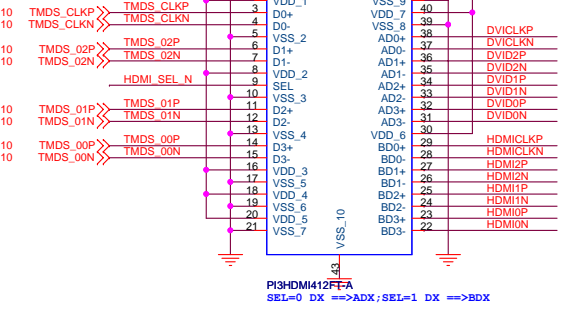 VDD_1 VSS_9
10 TMDS_CLKP TMDS_CLKP 3 D0+ VDD_7 40
10 TMDS_CLKN TMDS_CLKN 4 D0- VSS_8 39
5 VSS_2 AD0+ 38 DVICLKP
10 TMDS_02P TMDS_02P 6 D1+ AD0- 37 DVICLKN
10 TMDS_02N TMDS_02N 7 D1- AD1+ 36 DVID2P
8 VDD_2 AD1- 35 DVID2N
HDMI_SEL_N 9 SEL AD2+ 34 DVID1P
10 VSS_3 AD2- 33 DVID1N
10 TMDS_01P TMDS_01P 11 D2+ AD3+ 32 DVID0P
10 TMDS_01N TMDS_01N 12 D2- AD3- 31 DVID0N
13 VSS_4 VDD_6 30
10 TMDS_00P TMDS_00P 14 D3+ BD0+ 29 HDMICLKP
10 TMDS_00N TMDS_00N 15 D3- BD0- 28 HDMICLKN
16 VDD_3 BD1+ 27 HDMI2P
17 VSS_5 BD1- 26 HDMI2N
18 VDD_4 BD2+ 25 HDMI1P
19 VSS_6 BD2- 24 HDMI1N
20 VDD_5 BD3+ 23 HDMI0P
21 VSS_7 BD3- 22 HDMI0N
VSS_10
43
PI3HDMI412FT-A
SEL=0 DX ==>ADX;SEL=1 DX ==>BDX